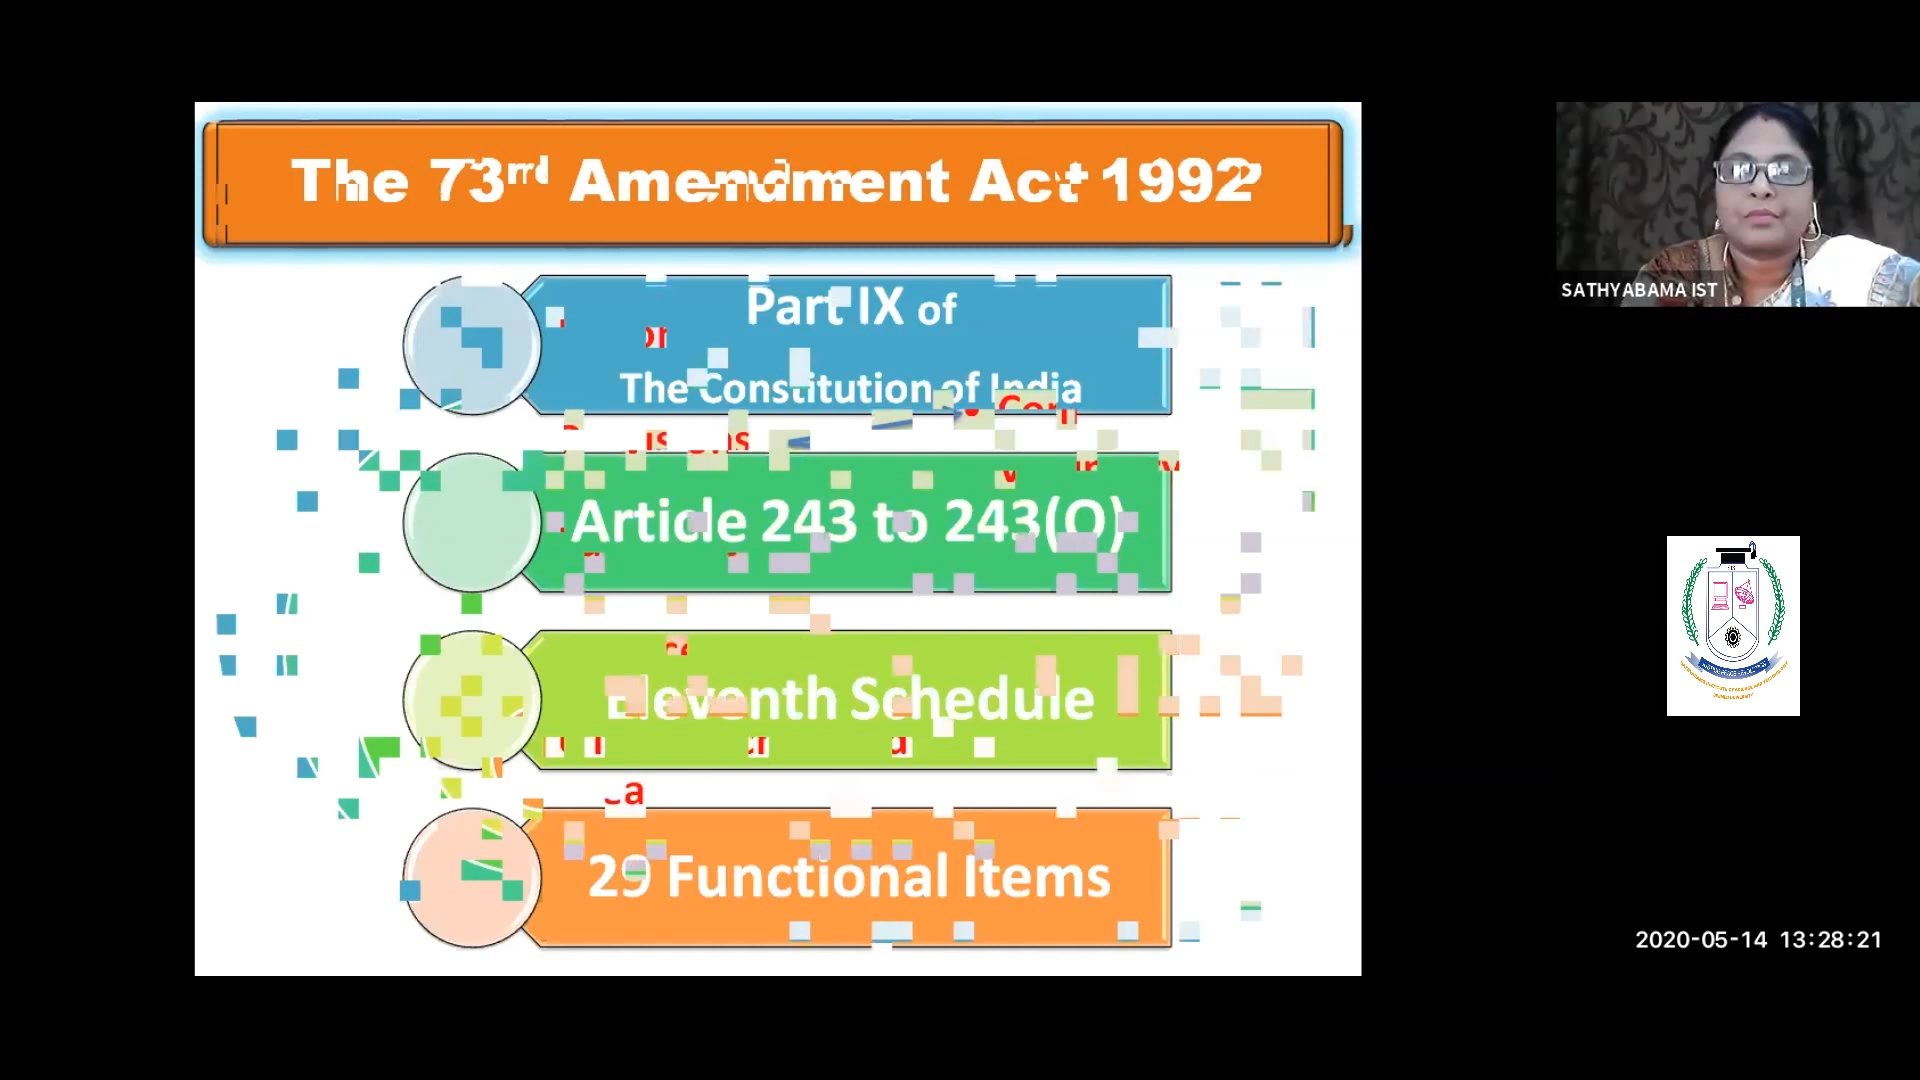 The 73rd Amendment Act 1992
Part IX of
The Constitution of India
Article 243 to 243(O)
Eleventh Schedule
29 Functional Items
SATHYABAMA IST
2020-05-14 13:28:21